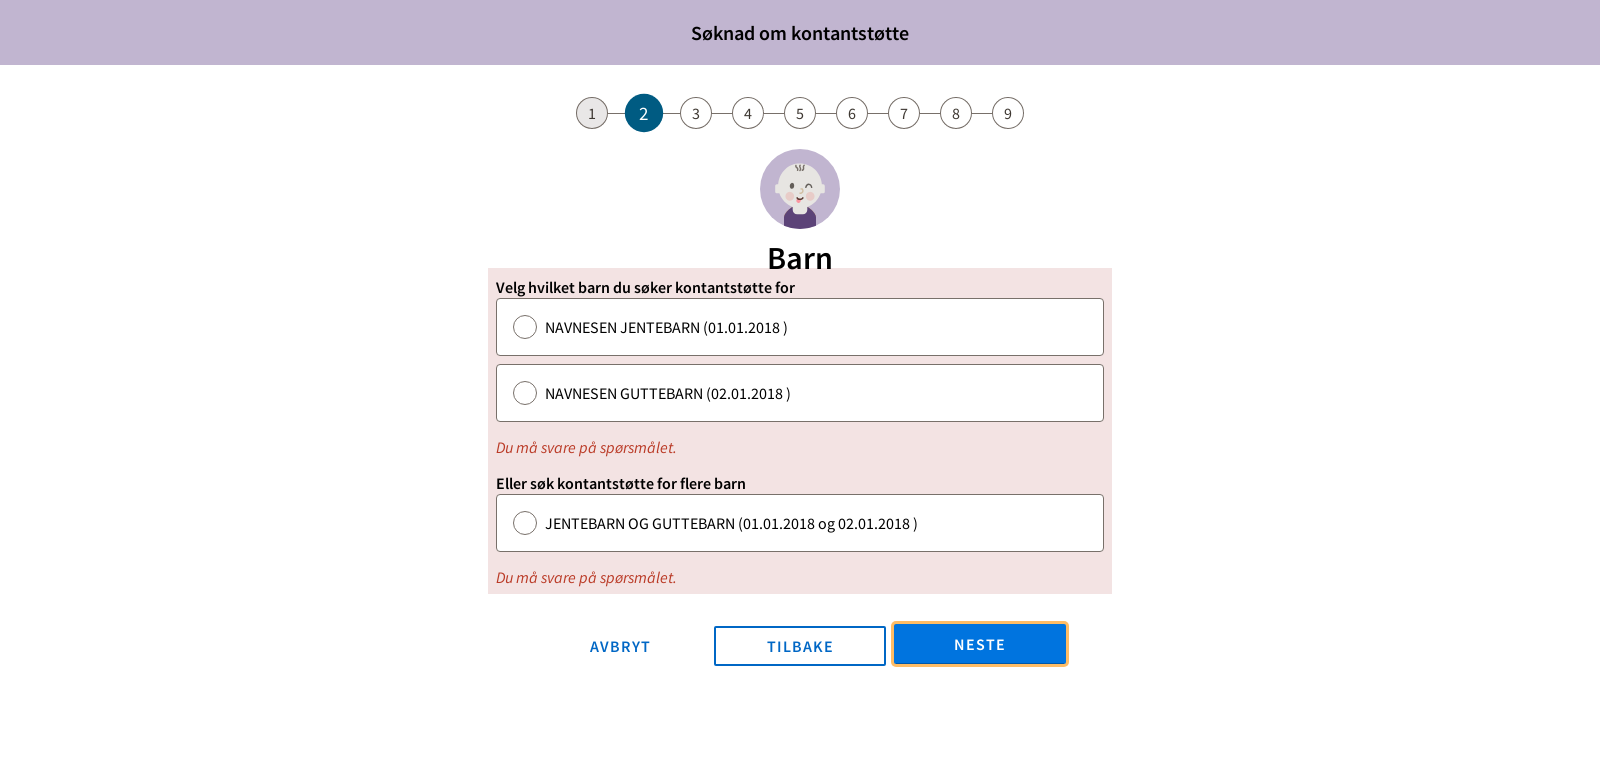 Søknad om kontantstøtte
1 2 3 4 5 6 7 8 9
Barn
Velg hvilket barn du søker kontantstøtte for
NAVNESEN JENTEBARN (01.01.2018 )
NAVNESEN GUTTEBARN (02.01.2018 )
Du må svare på spørsmålet.
Eller søk kontantstøtte for flere barn
JENTEBARN OG GUTTEBARN (01.01.2018 og 02.01.2018 )
Du må svare på spørsmålet.
AVBRYT TILBAKE NESTE